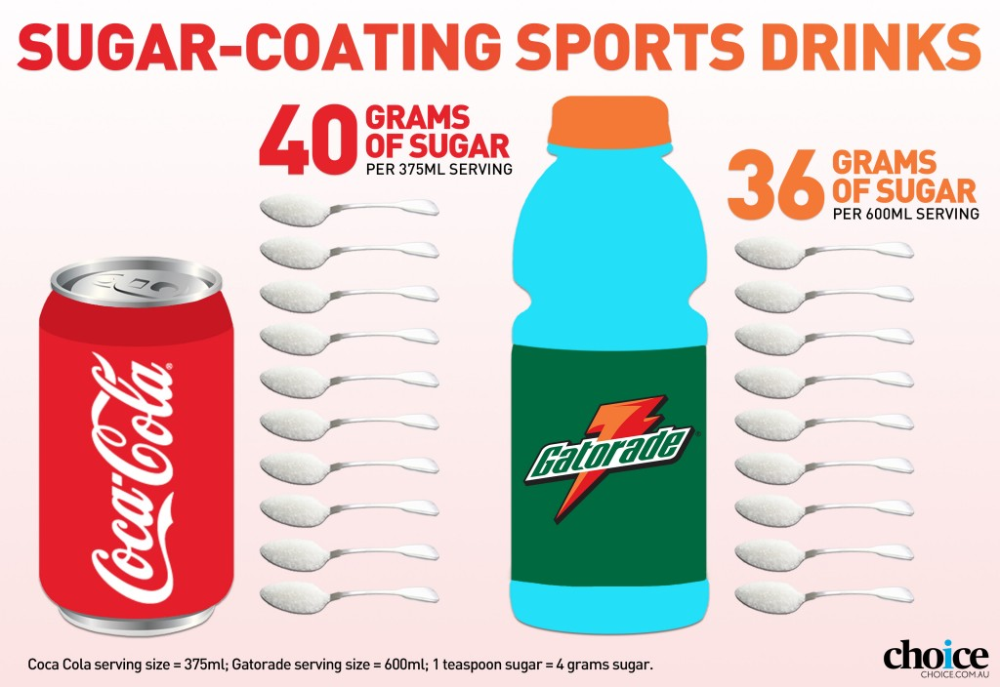 SUGAR-COATING SPORTS DRINKS
40 GRAMS
OF SUGAR
PER 375ML SERVING
36 GRAMS
OF SUGAR
PER 600ML SERVING
Coca-Cola®
Gatorade
Coca Cola serving size = 375ml; Gatorade serving size = 600ml; 1 teaspoon sugar = 4 grams sugar.
choice
CHOICE.COM.AU